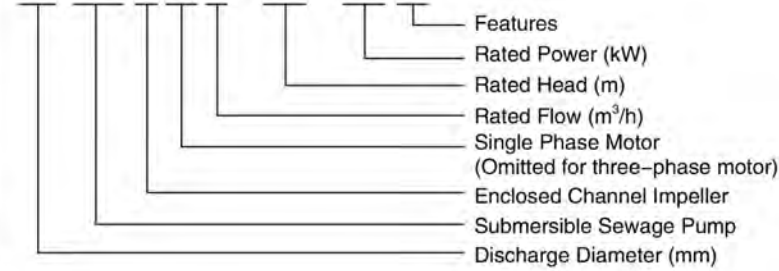 Features
Rated Power (kW)
Rated Head (m)
Rated Flow (m³/h)
Single Phase Motor
(Omitted for three−phase motor)
Enclosed Channel Impeller
Submersible Sewage Pump
Discharge Diameter (mm)